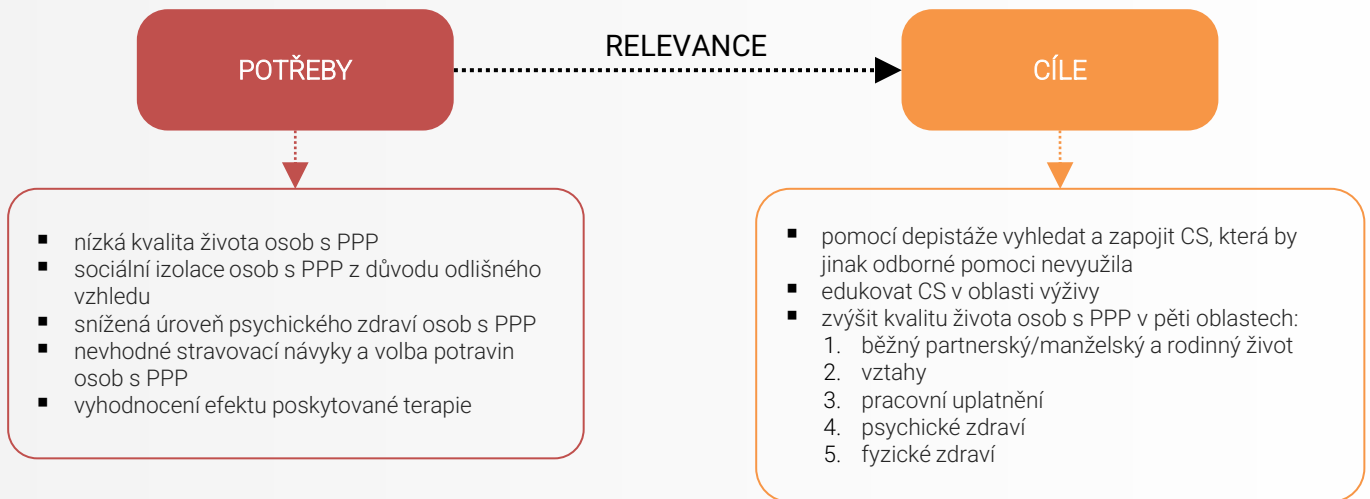 POTŘEBY
RELEVANCE
CÍLE
▪ nízká kvalita života osob s PPP
▪ sociální izolace osob s PPP z důvodu odlišného
vzhledu
▪ snížená úroveň psychického zdraví osob s PPP
▪ nevhodné stravovací návyky a volba potravin
osob s PPP
▪ vyhodnocení efektu poskytované terapie
▪ pomocí depistáže vyhledat a zapojit CS, která by
jinak odborné pomoci nevyužila
▪ edukovat CS v oblasti výživy
▪ zvýšit kvalitu života osob s PPP v pěti oblastech:
1. běžný partnerský/manželský a rodinný život
2. vztahy
3. pracovní uplatnění
4. psychické zdraví
5. fyzické zdraví